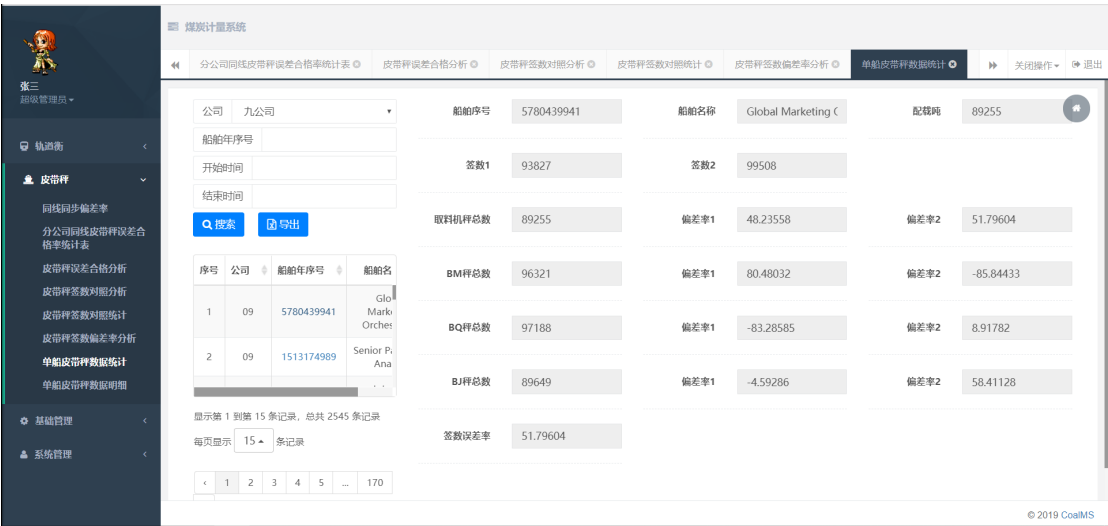 煤炭计量系统
分公司同线皮带秤误差合格率统计表
皮带秤误差合格分析
皮带秤签数对照分析
皮带秤签数对照统计
皮带秤签数偏差率分析
单船皮带秤数据统计
关闭操作
退出
张三
超级管理员
轨道衡
皮带秤
同线同步偏差率
分公司同线皮带秤误差合
格率统计表
皮带秤误差合格分析
皮带秤签数对照分析
皮带秤签数对照统计
皮带秤签数偏差率分析
单船皮带秤数据统计
单船皮带秤数据明细
基础管理
系统管理
公司 九公司
船舶年序号
开始时间
结束时间
搜索 导出
序号 公司 船舶年序号 船舶名
1 09 5780439941 Glo
Mark
Orches
2 09 1513174989 Senior P
Ana
显示第 1 到第 15 条记录，总共 2545 条记录
每页显示 15 条记录
‹ 1 2 3 4 5 ... 170
船舶序号 5780439941 船舶名称 Global Marketing 配载吨 89255
签数1 93827 签数2 99508
取料机秤总数 89255 偏差率1 48.23558 偏差率2 51.79604
BM秤总数 96321 偏差率1 80.48032 偏差率2 -85.84433
BQ秤总数 97188 偏差率1 -83.28585 偏差率2 8.91782
BJ秤总数 89649 偏差率1 -4.59286 偏差率2 58.41128
签数误差率 51.79604
© 2019 CoalMS